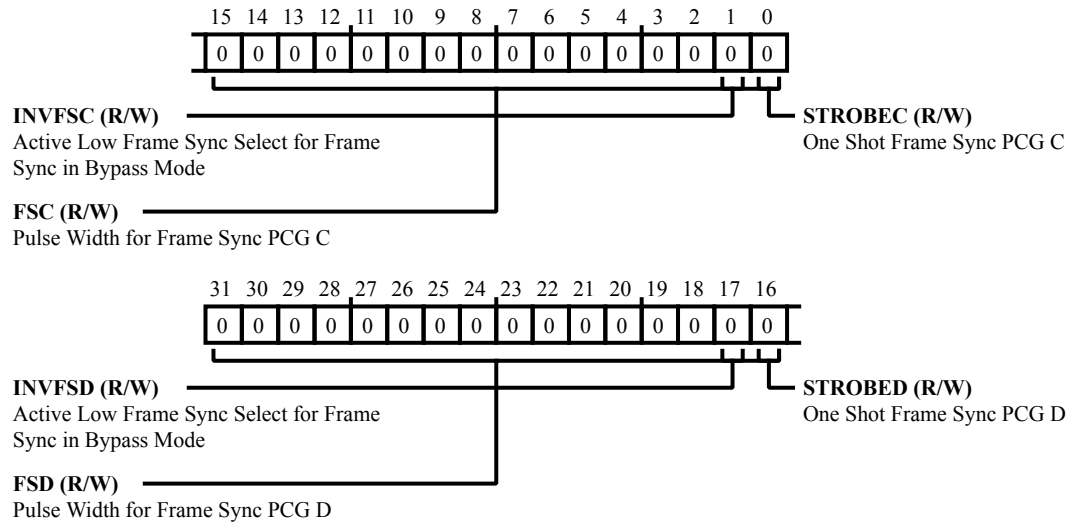 15 14 13 12 11 10 9 8 7 6 5 4 3 2 1 0
0 0 0 0 0 0 0 0 0 0 0 0 0 0 0 0
INVFSC (R/W)
Active Low Frame Sync Select for Frame
Sync in Bypass Mode
STROBEC (R/W)
One Shot Frame Sync PCG C
FSC (R/W)
Pulse Width for Frame Sync PCG C
31 30 29 28 27 26 25 24 23 22 21 20 19 18 17 16
0 0 0 0 0 0 0 0 0 0 0 0 0 0 0 0
INVFSD (R/W)
Active Low Frame Sync Select for Frame
Sync in Bypass Mode
STROBED (R/W)
One Shot Frame Sync PCG D
FSD (R/W)
Pulse Width for Frame Sync PCG D